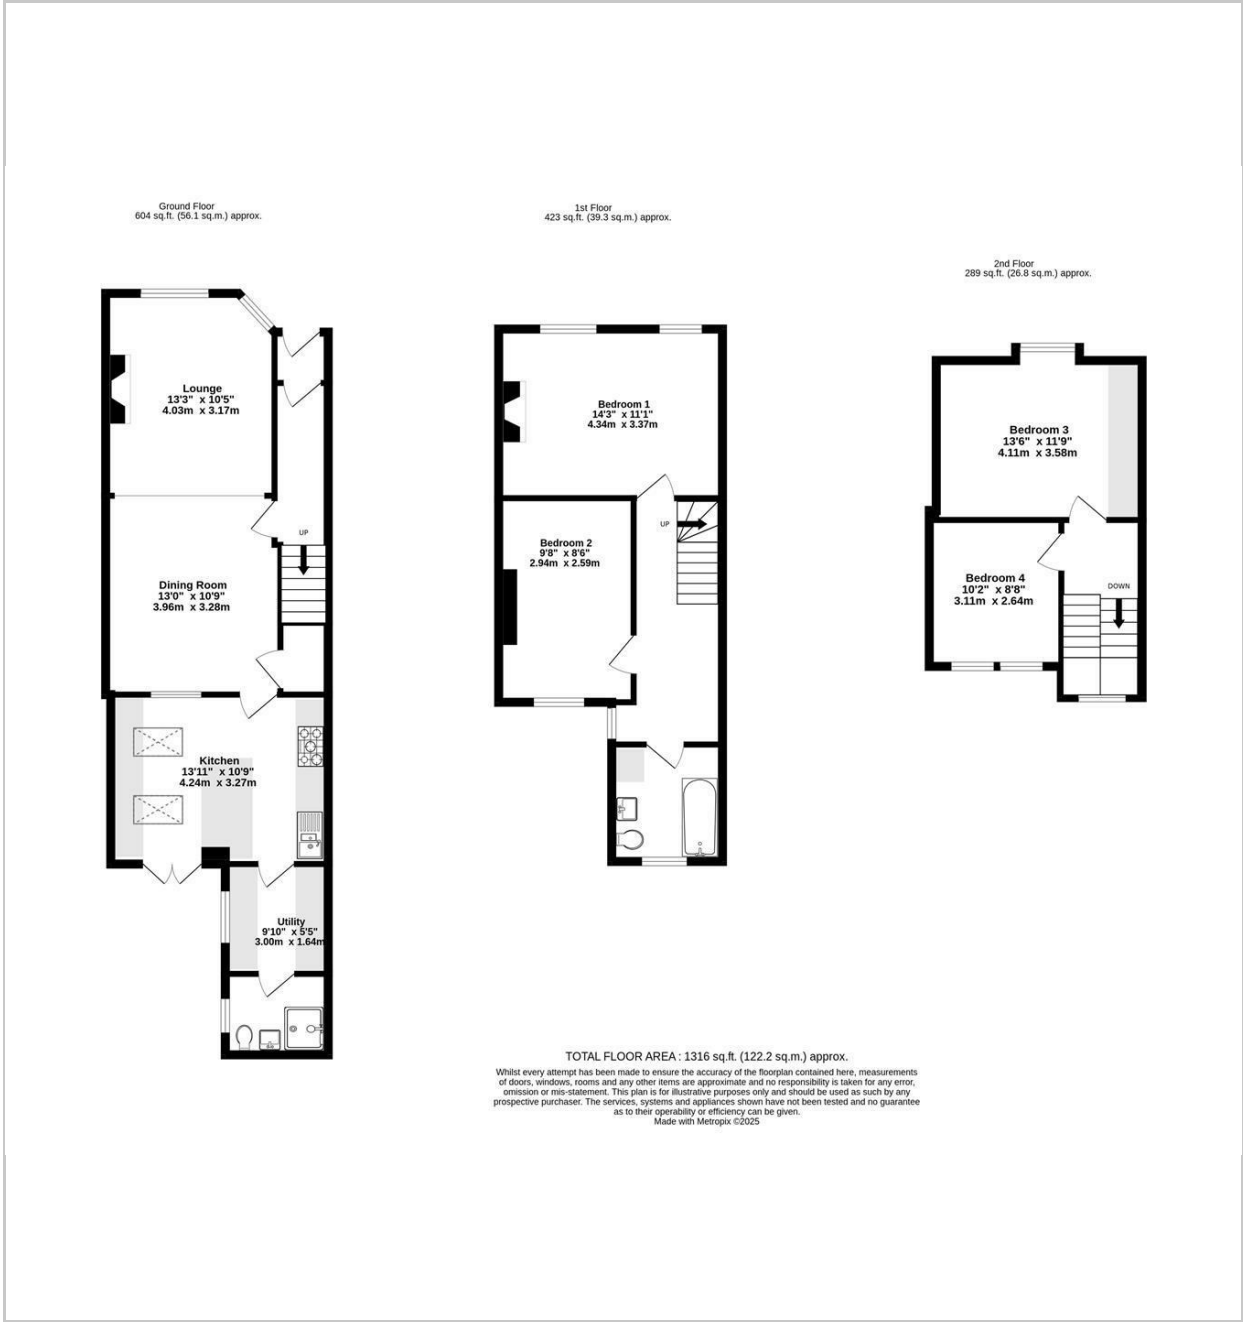 Ground Floor
604 sq.ft. (56.1 sq.m.) approx.
Lounge
13'3" x 10'5"
4.03m x 3.17m
UP
Dining Room
13'0" x 10'9"
3.96m x 3.28m
Kitchen
13'11" x 10'9"
4.24m x 3.27m
Utility
9'10" x 5'5"
3.00m x 1.64m
1st Floor
423 sq.ft. (39.3 sq.m.) approx.
Bedroom 1
14'3" x 11'1"
4.34m x 3.37m
UP
Bedroom 2
9'8" x 8'6"
2.94m x 2.59m
2nd Floor
289 sq.ft. (26.8 sq.m.) approx.
Bedroom 3
13'6" x 11'9"
4.11m x 3.58m
Bedroom 4
10'2" x 8'8"
3.11m x 2.64m
DOWN
TOTAL FLOOR AREA : 1316 sq.ft. (122.2 sq.m.) approx.
Whilst every attempt has been made to ensure the accuracy of the floorplan contained here, measurements
of doors, windows, rooms and any other items are approximate and no responsibility is taken for any error,
omission or mis-statement. This plan is for illustrative purposes only and should be used as such by any
prospective purchaser. The services, systems and appliances shown have not been tested and no guarantee
as to their operability or efficiency can be given.
Made with Metropix ©2025